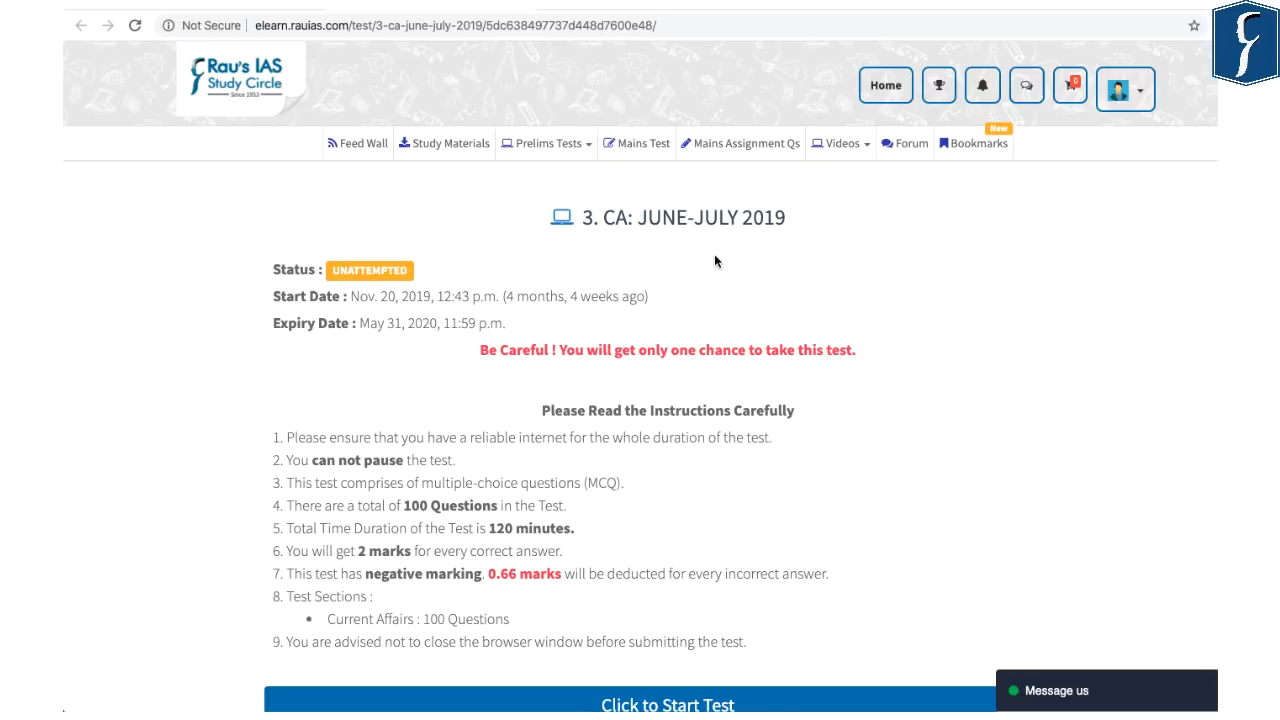 Not Secure
elearn.rauias.com/test/3-ca-june-july-2019/5dc638497737d448d7600e48/
Rau's IAS
Study Circle
Since 1953
Home
0
New
Feed Wall
Study Materials
Prelims Tests
Mains Test
Mains Assignment Qs
Videos
Forum
Bookmarks
3. CA: JUNE-JULY 2019
Status : UNATTEMPTED
Start Date : Nov. 20, 2019, 12:43 p.m. (4 months, 4 weeks ago)
Expiry Date : May 31, 2020, 11:59 p.m.
Be Careful ! You will get only one chance to take this test.
Please Read the Instructions Carefully
1. Please ensure that you have a reliable internet for the whole duration of the test.
2. You can not pause the test.
3. This test comprises of multiple-choice questions (MCQ).
4. There are a total of 100 Questions in the Test.
5. Total Time Duration of the Test is 120 minutes.
6. You will get 2 marks for every correct answer.
7. This test has negative marking. 0.66 marks will be deducted for every incorrect answer.
8. Test Sections :
• Current Affairs : 100 Questions
9. You are advised not to close the browser window before submitting the test.
Click to Start Test
Message us